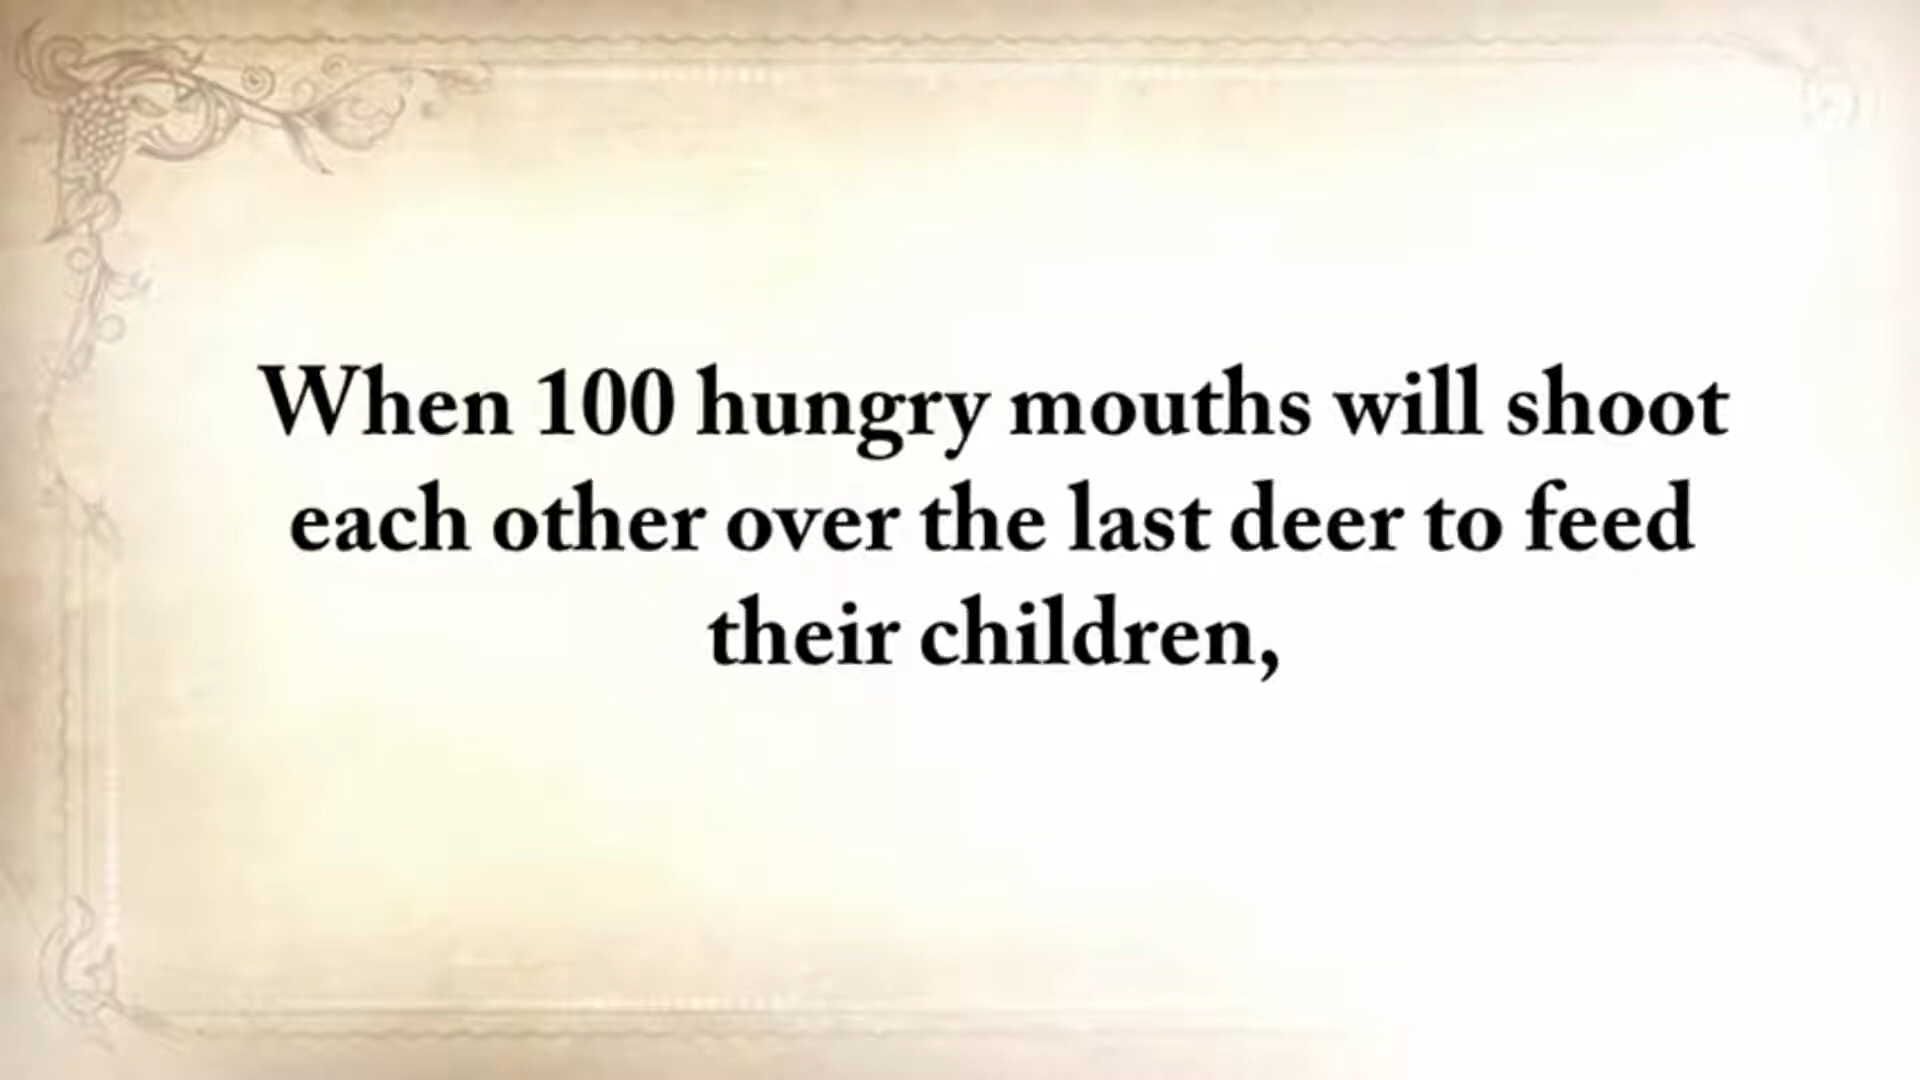 When 100 hungry mouths will shoot
each other over the last deer to feed
their children,